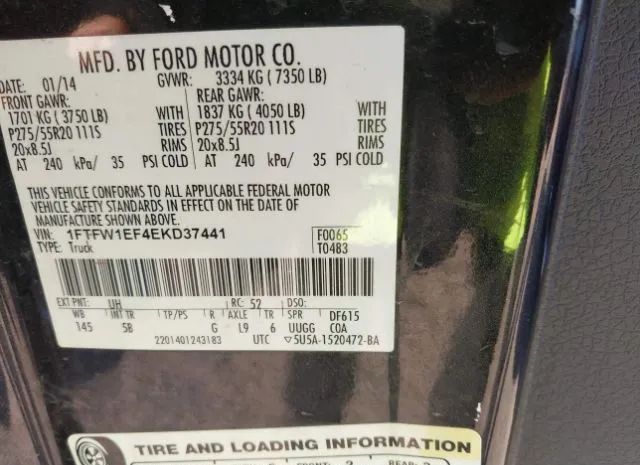 MFD. BY FORD MOTOR CO.
DATE: 01/14 GVWR: 3334 KG ( 7350 LB)
FRONT GAWR: REAR GAWR:
1701 KG ( 3750 LB) WITH 1837 KG ( 4050 LB) WITH
P275/55R20 111S TIRES P275/55R20 111S TIRES
20x8.5J RIMS 20x8.5J RIMS
AT 240 kPa/ 35 PSI COLD AT 240 kPa/ 35 PSI COLD
THIS VEHICLE CONFORMS TO ALL APPLICABLE FEDERAL MOTOR
VEHICLE SAFETY STANDARDS IN EFFECT ON THE DATE OF
MANUFACTURE SHOWN ABOVE.
VIN: 1FTFW1EF4EKD37441 F0065
TYPE: Truck T0483
EXT PNT: UH RC: 52 DSO:
WB INT TR TP/PS R AXLE TR SPR DF615
145 5B G L9 6 UUGG COA
2201401243183 UTC 5U5A-1520472-BA
TIRE AND LOADING INFORMATION